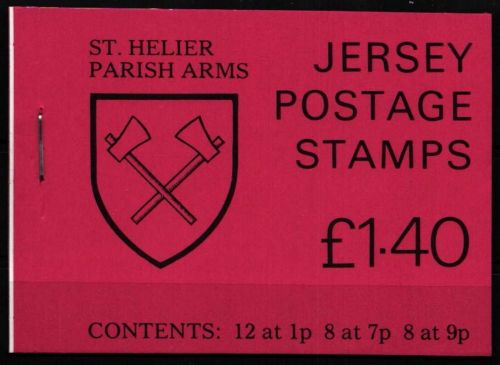 ST. HELIER
PARISH ARMS
JERSEY
POSTAGE
STAMPS
£1·40
CONTENTS: 12 at 1p 8 at 7p 8 at 9p